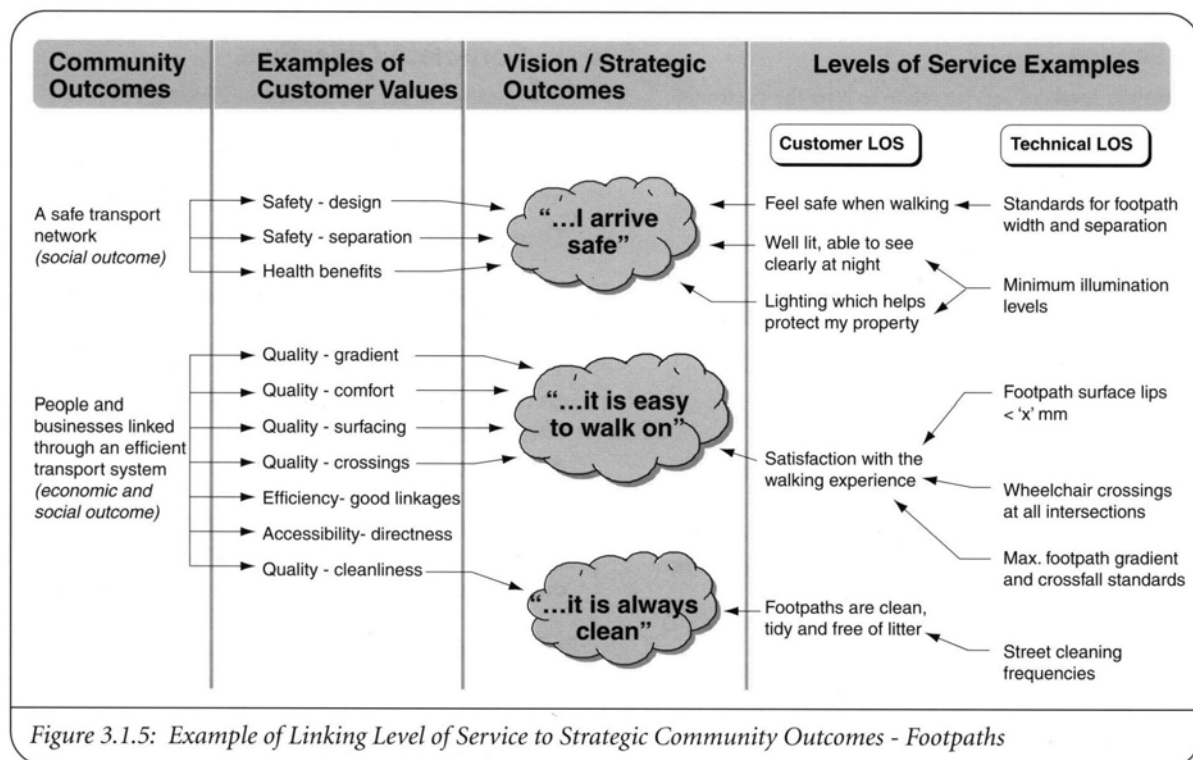 Community
Outcomes
Examples of
Customer Values
Vision / Strategic
Outcomes
Levels of Service Examples
Customer LOS
Technical LOS
A safe transport
network
(social outcome)
Safety - design
Safety - separation
Health benefits
“...I arrive
safe”
Feel safe when walking
Well lit, able to see
clearly at night
Lighting which helps
protect my property
Standards for footpath
width and separation
Minimum illumination
levels
People and
businesses linked
through an efficient
transport system
(economic and
social outcome)
Quality - gradient
Quality - comfort
Quality - surfacing
Quality - crossings
Efficiency- good linkages
Accessibility- directness
Quality - cleanliness
“...it is easy
to walk on”
Satisfaction with the
walking experience
Footpath surface lips
< ‘x’ mm
Wheelchair crossings
at all intersections
Max. footpath gradient
and crossfall standards
“...it is always
clean”
Footpaths are clean,
tidy and free of litter
Street cleaning
frequencies
Figure 3.1.5: Example of Linking Level of Service to Strategic Community Outcomes - Footpaths